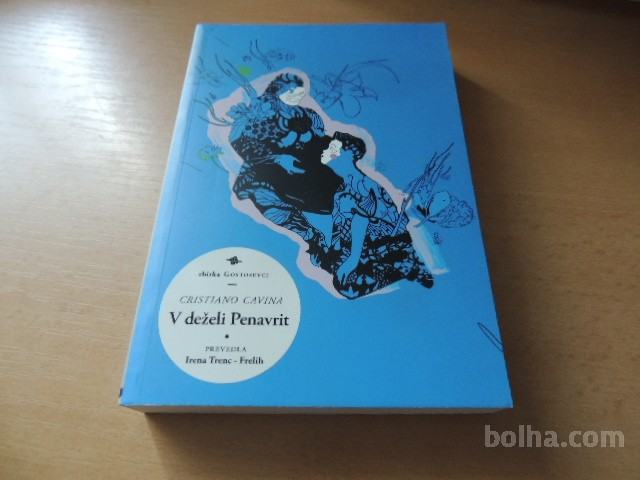 zbirka GOSTOSEVCI
CRISTIANO CAVINA
V deželi Penavrit
PREVEDLA
Irena Trenc - Frelih
bolha.com